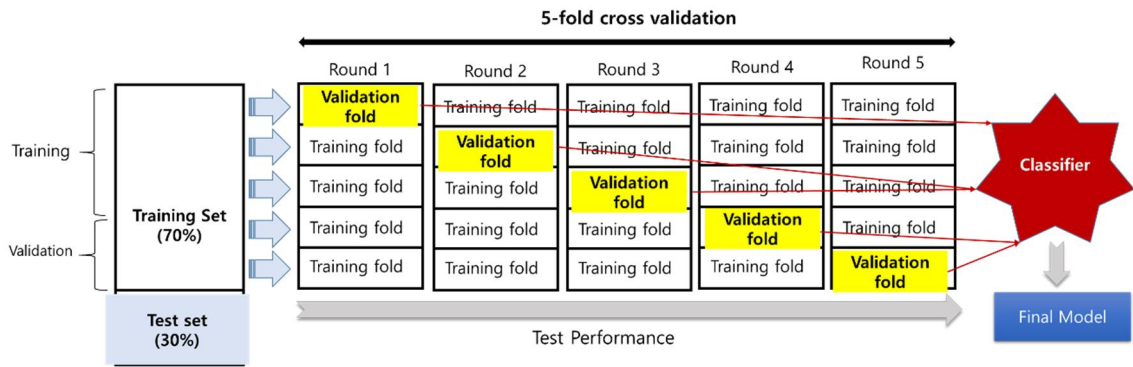 5-fold cross validation
Round 1
Round 2
Round 3
Round 4
Round 5
Training
Validation
Training Set
(70%)
Test set
(30%)
Validation
fold
Training fold
Training fold
Training fold
Training fold
Training fold
Validation
fold
Training fold
Training fold
Training fold
Training fold
Training fold
Validation
fold
Training fold
Training fold
Training fold
Training fold
Training fold
Validation
fold
Training fold
Training fold
Training fold
Training fold
Training fold
Validation
fold
Classifier
Final Model
Test Performance